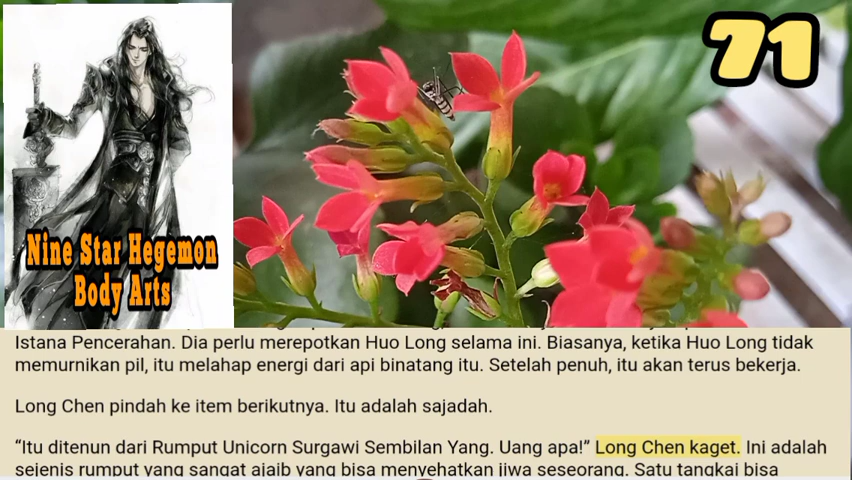 71
Nine Star Hegemon
Body Arts
Istana Pencerahan. Dia perlu merepotkan Huo Long selama ini. Biasanya, ketika Huo Long tidak
memurnikan pil, itu melahap energi dari api binatang itu. Setelah penuh, itu akan terus bekerja.
Long Chen pindah ke item berikutnya. Itu adalah sajadah.
“Itu ditenun dari Rumput Unicorn Surgawi Sembilan Yang. Uang apa!” Long Chen kaget. Ini adalah
sejenis rumput yang sangat ajaib yang bisa menyehatkan jiwa seseorang. Satu tangkai bisa